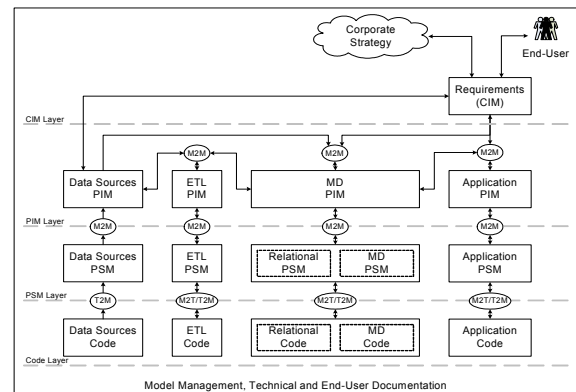 Corporate
Strategy
End-User
Requirements
(CIM)
CIM Layer
M2M
M2M
M2M
Data Sources
PIM
ETL
PIM
MD
PIM
Application
PIM
PIM Layer
M2M
M2M
M2M
M2M
Data Sources
PSM
ETL
PSM
Relational
PSM
MD
PSM
Application
PSM
PSM Layer
T2M
M2T/T2M
M2T/T2M
M2T/T2M
Data Sources
Code
ETL
Code
Relational
Code
MD
Code
Application
Code
Code Layer
Model Management, Technical and End-User Documentation